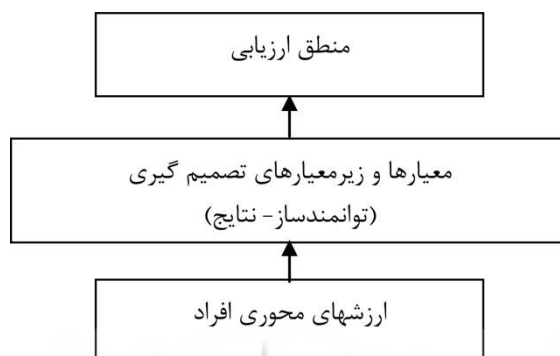 منطق ارزیابی
معیارها و زیرمعیارهای تصمیم گیری
(توانمندساز- نتایج)
ارزشهای محوری افراد